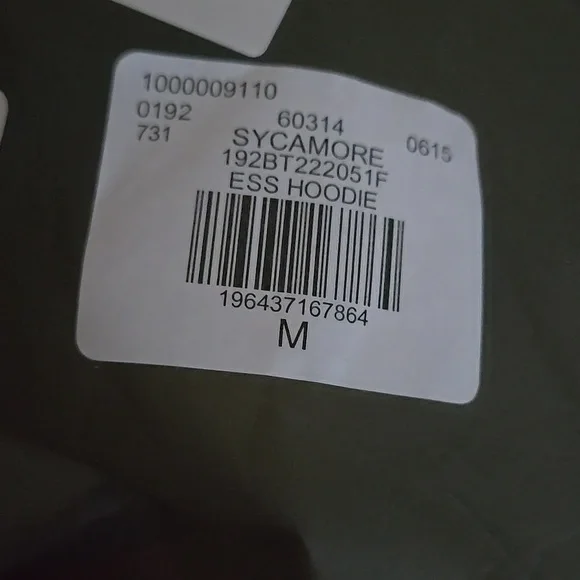 1000009110
0192
731
60314
0615
SYCAMORE
192BT222051F
ESS HOODIE
196437167864
M